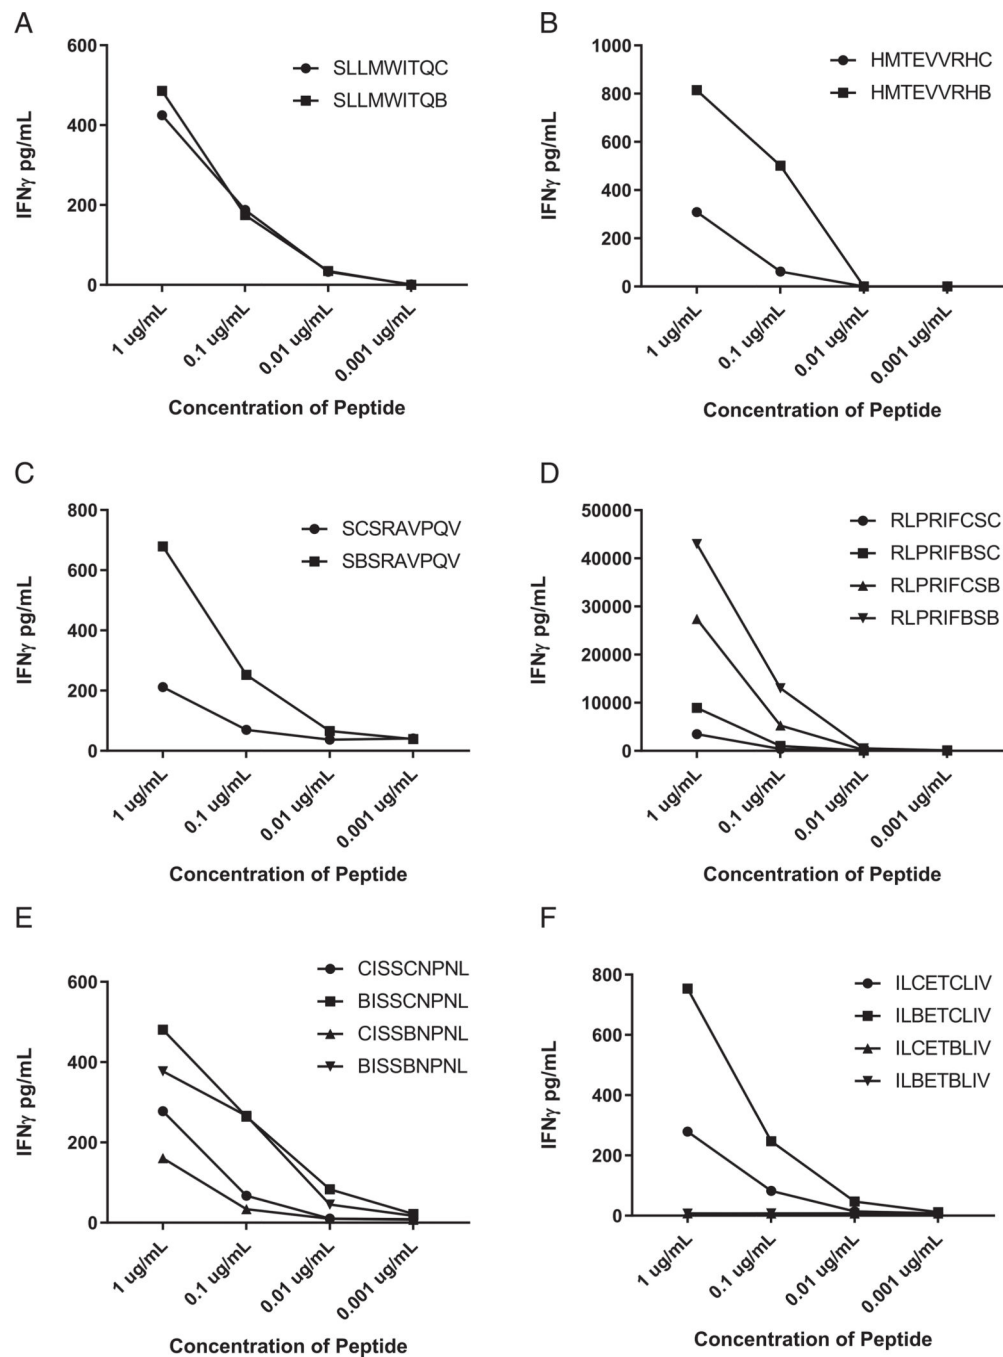 A
IFNγ pg/mL
600
400
200
0
SLLMWITQC
SLLMWITQB
1 ug/mL
0.1 ug/mL
0.01 ug/mL
0.001 ug/mL
Concentration of Peptide
B
IFNγ pg/mL
1000
800
600
400
200
0
HMTEVVRHC
HMTEVVRHB
1 ug/mL
0.1 ug/mL
0.01 ug/mL
0.001 ug/mL
Concentration of Peptide
C
IFNγ pg/mL
800
600
400
200
0
SCSRAVPQV
SBSRAVPQV
1 ug/mL
0.1 ug/mL
0.01 ug/mL
0.001 ug/mL
Concentration of Peptide
D
IFNγ pg/mL
50000
40000
30000
20000
10000
0
RLPRIFCSC
RLPRIFBSC
RLPRIFCSB
RLPRIFBSB
1 ug/mL
0.1 ug/mL
0.01 ug/mL
0.001 ug/mL
Concentration of Peptide
E
IFNγ pg/mL
600
400
200
0
CISSCNPNL
BISSCNPNL
CISSBNPNL
BISSBNPNL
1 ug/mL
0.1 ug/mL
0.01 ug/mL
0.001 ug/mL
Concentration of Peptide
F
IFNγ pg/mL
800
600
400
200
0
ILCETCLIV
ILBETCLIV
ILCETBLIV
ILBETBLIV
1 ug/mL
0.1 ug/mL
0.01 ug/mL
0.001 ug/mL
Concentration of Peptide